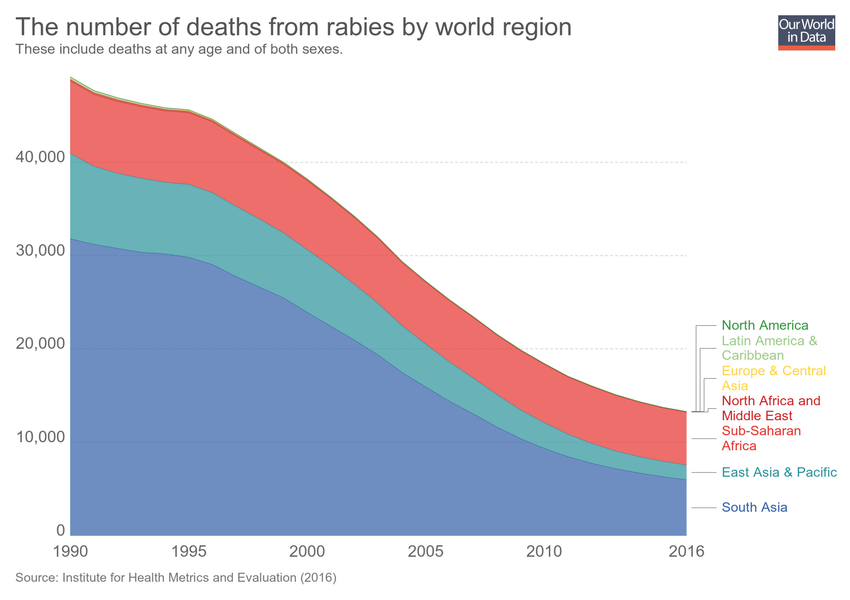 The number of deaths from rabies by world region
These include deaths at any age and of both sexes.
Our World
in Data
40,000
30,000
20,000
10,000
0
1990
1995
2000
2005
2010
2016
North America
Latin America &
Caribbean
Europe & Central
Asia
North Africa and
Middle East
Sub-Saharan
Africa
East Asia & Pacific
South Asia
Source: Institute for Health Metrics and Evaluation (2016)